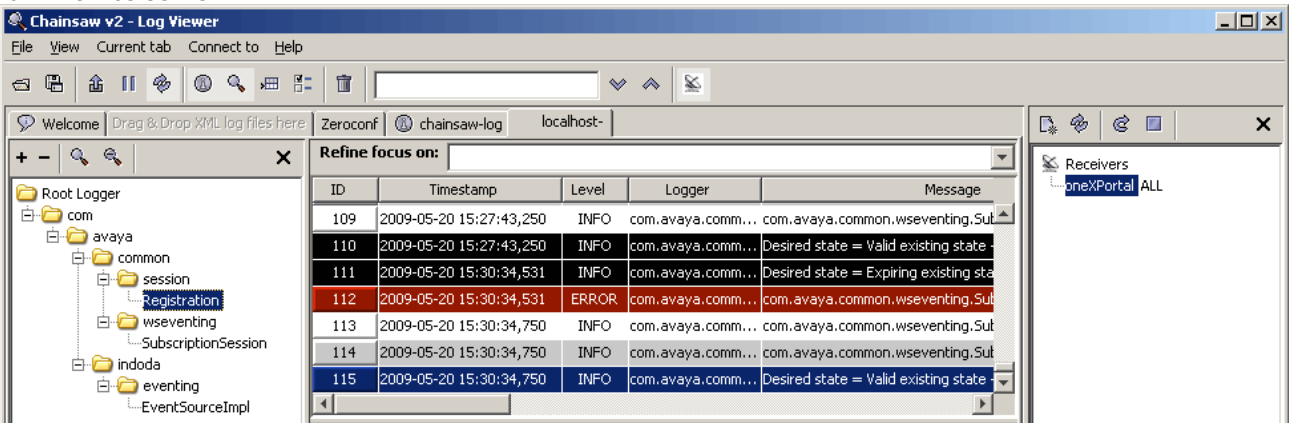 Chainsaw v2 - Log Viewer
File View Current tab Connect to Help
Welcome Drag & Drop XML log files here Zeroconf chainsaw-log localhost-
Refine focus on:
Root Logger
com
avaya
common
session
Registration
wseventing
SubscriptionSession
indoda
eventing
EventSourceImpl
ID Timestamp Level Logger Message
109 2009-05-20 15:27:43,250 INFO com.avaya.comm... com.avaya.common.wseventing.Sub
110 2009-05-20 15:27:43,250 INFO com.avaya.comm... Desired state = Valid existing state -
111 2009-05-20 15:30:34,531 INFO com.avaya.comm... Desired state = Expiring existing sta
112 2009-05-20 15:30:34,531 ERROR com.avaya.comm... com.avaya.common.wseventing.Sub
113 2009-05-20 15:30:34,750 INFO com.avaya.comm... com.avaya.common.wseventing.Sub
114 2009-05-20 15:30:34,750 INFO com.avaya.comm... com.avaya.common.wseventing.Sub
115 2009-05-20 15:30:34,750 INFO com.avaya.comm... Desired state = Valid existing state -
Receivers
oneXPortal ALL